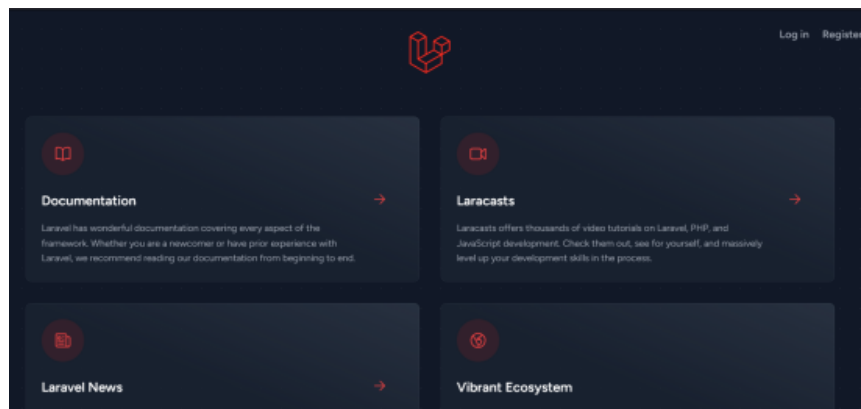 Log in Register
Documentation
Laravel has wonderful documentation covering every aspect of the
framework. Whether you are a newcomer or have prior experience with
Laravel, we recommend reading our documentation from beginning to end.
Laracasts
Laracasts offers thousands of video tutorials on Laravel, PHP, and
JavaScript development. Check them out, see for yourself, and massively
level up your development skills in the process.
Laravel News
Vibrant Ecosystem